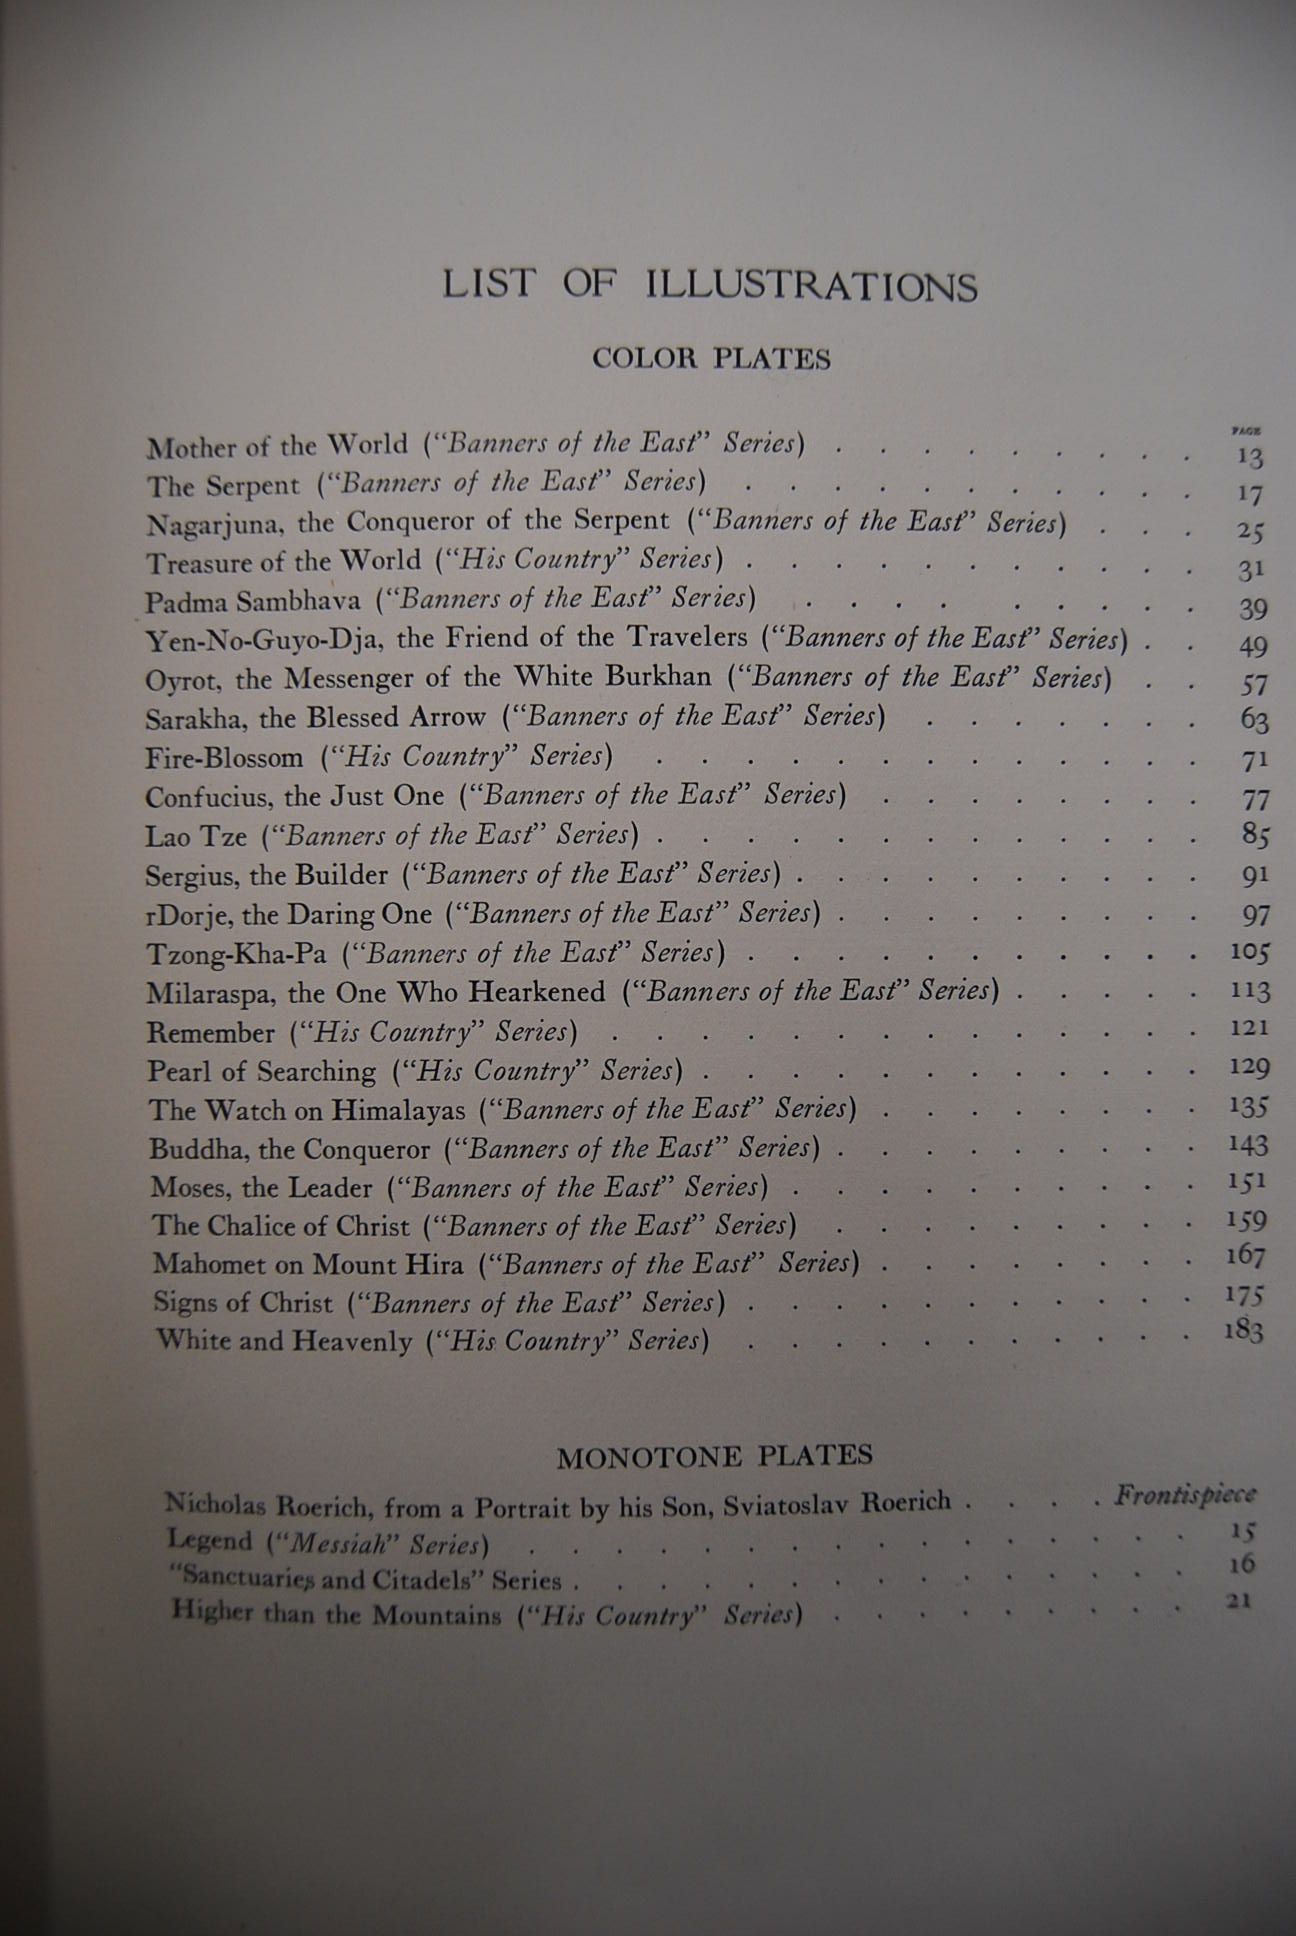 LIST OF ILLUSTRATIONS
COLOR PLATES
PAGE
Mother of the World ("Banners of the East" Series) . . . . . . . . . 13
The Serpent ("Banners of the East" Series) . . . . . . . . . . . 17
Nagarjuna, the Conqueror of the Serpent ("Banners of the East" Series) . . . 25
Treasure of the World ("His Country" Series) . . . . . . . . . . . 31
Padma Sambhava ("Banners of the East" Series) . . . . . . . . . 39
Yen-No-Guyo-Dja, the Friend of the Travelers ("Banners of the East" Series) . . 49
Oyrot, the Messenger of the White Burkhan ("Banners of the East" Series) . . 57
Sarakha, the Blessed Arrow ("Banners of the East" Series) . . . . . . . 63
Fire-Blossom ("His Country" Series) . . . . . . . . . . . . . 71
Confucius, the Just One ("Banners of the East" Series) . . . . . . . . 77
Lao Tze ("Banners of the East" Series) . . . . . . . . . . . . . 85
Sergius, the Builder ("Banners of the East" Series) . . . . . . . . . . 91
rDorje, the Daring One ("Banners of the East" Series) . . . . . . . . . 97
Tzong-Kha-Pa ("Banners of the East" Series) . . . . . . . . . . . 105
Milaraspa, the One Who Hearkened ("Banners of the East" Series) . . . . . 113
Remember ("His Country" Series) . . . . . . . . . . . . . . 121
Pearl of Searching ("His Country" Series) . . . . . . . . . . . . 129
The Watch on Himalayas ("Banners of the East" Series) . . . . . . . . 135
Buddha, the Conqueror ("Banners of the East" Series) . . . . . . . . . 143
Moses, the Leader ("Banners of the East" Series) . . . . . . . . . . 151
The Chalice of Christ ("Banners of the East" Series) . . . . . . . . . 159
Mahomet on Mount Hira ("Banners of the East" Series) . . . . . . . . 167
Signs of Christ ("Banners of the East" Series) . . . . . . . . . . . 175
White and Heavenly ("His Country" Series) . . . . . . . . . . . 183
MONOTONE PLATES
Nicholas Roerich, from a Portrait by his Son, Sviatoslav Roerich . . . . Frontispiece
Legend ("Messiah" Series) . . . . . . . . . . . . . . . . 15
"Sanctuaries and Citadels" Series . . . . . . . . . . . . . . . 16
Higher than the Mountains ("His Country" Series) . . . . . . . . . 21